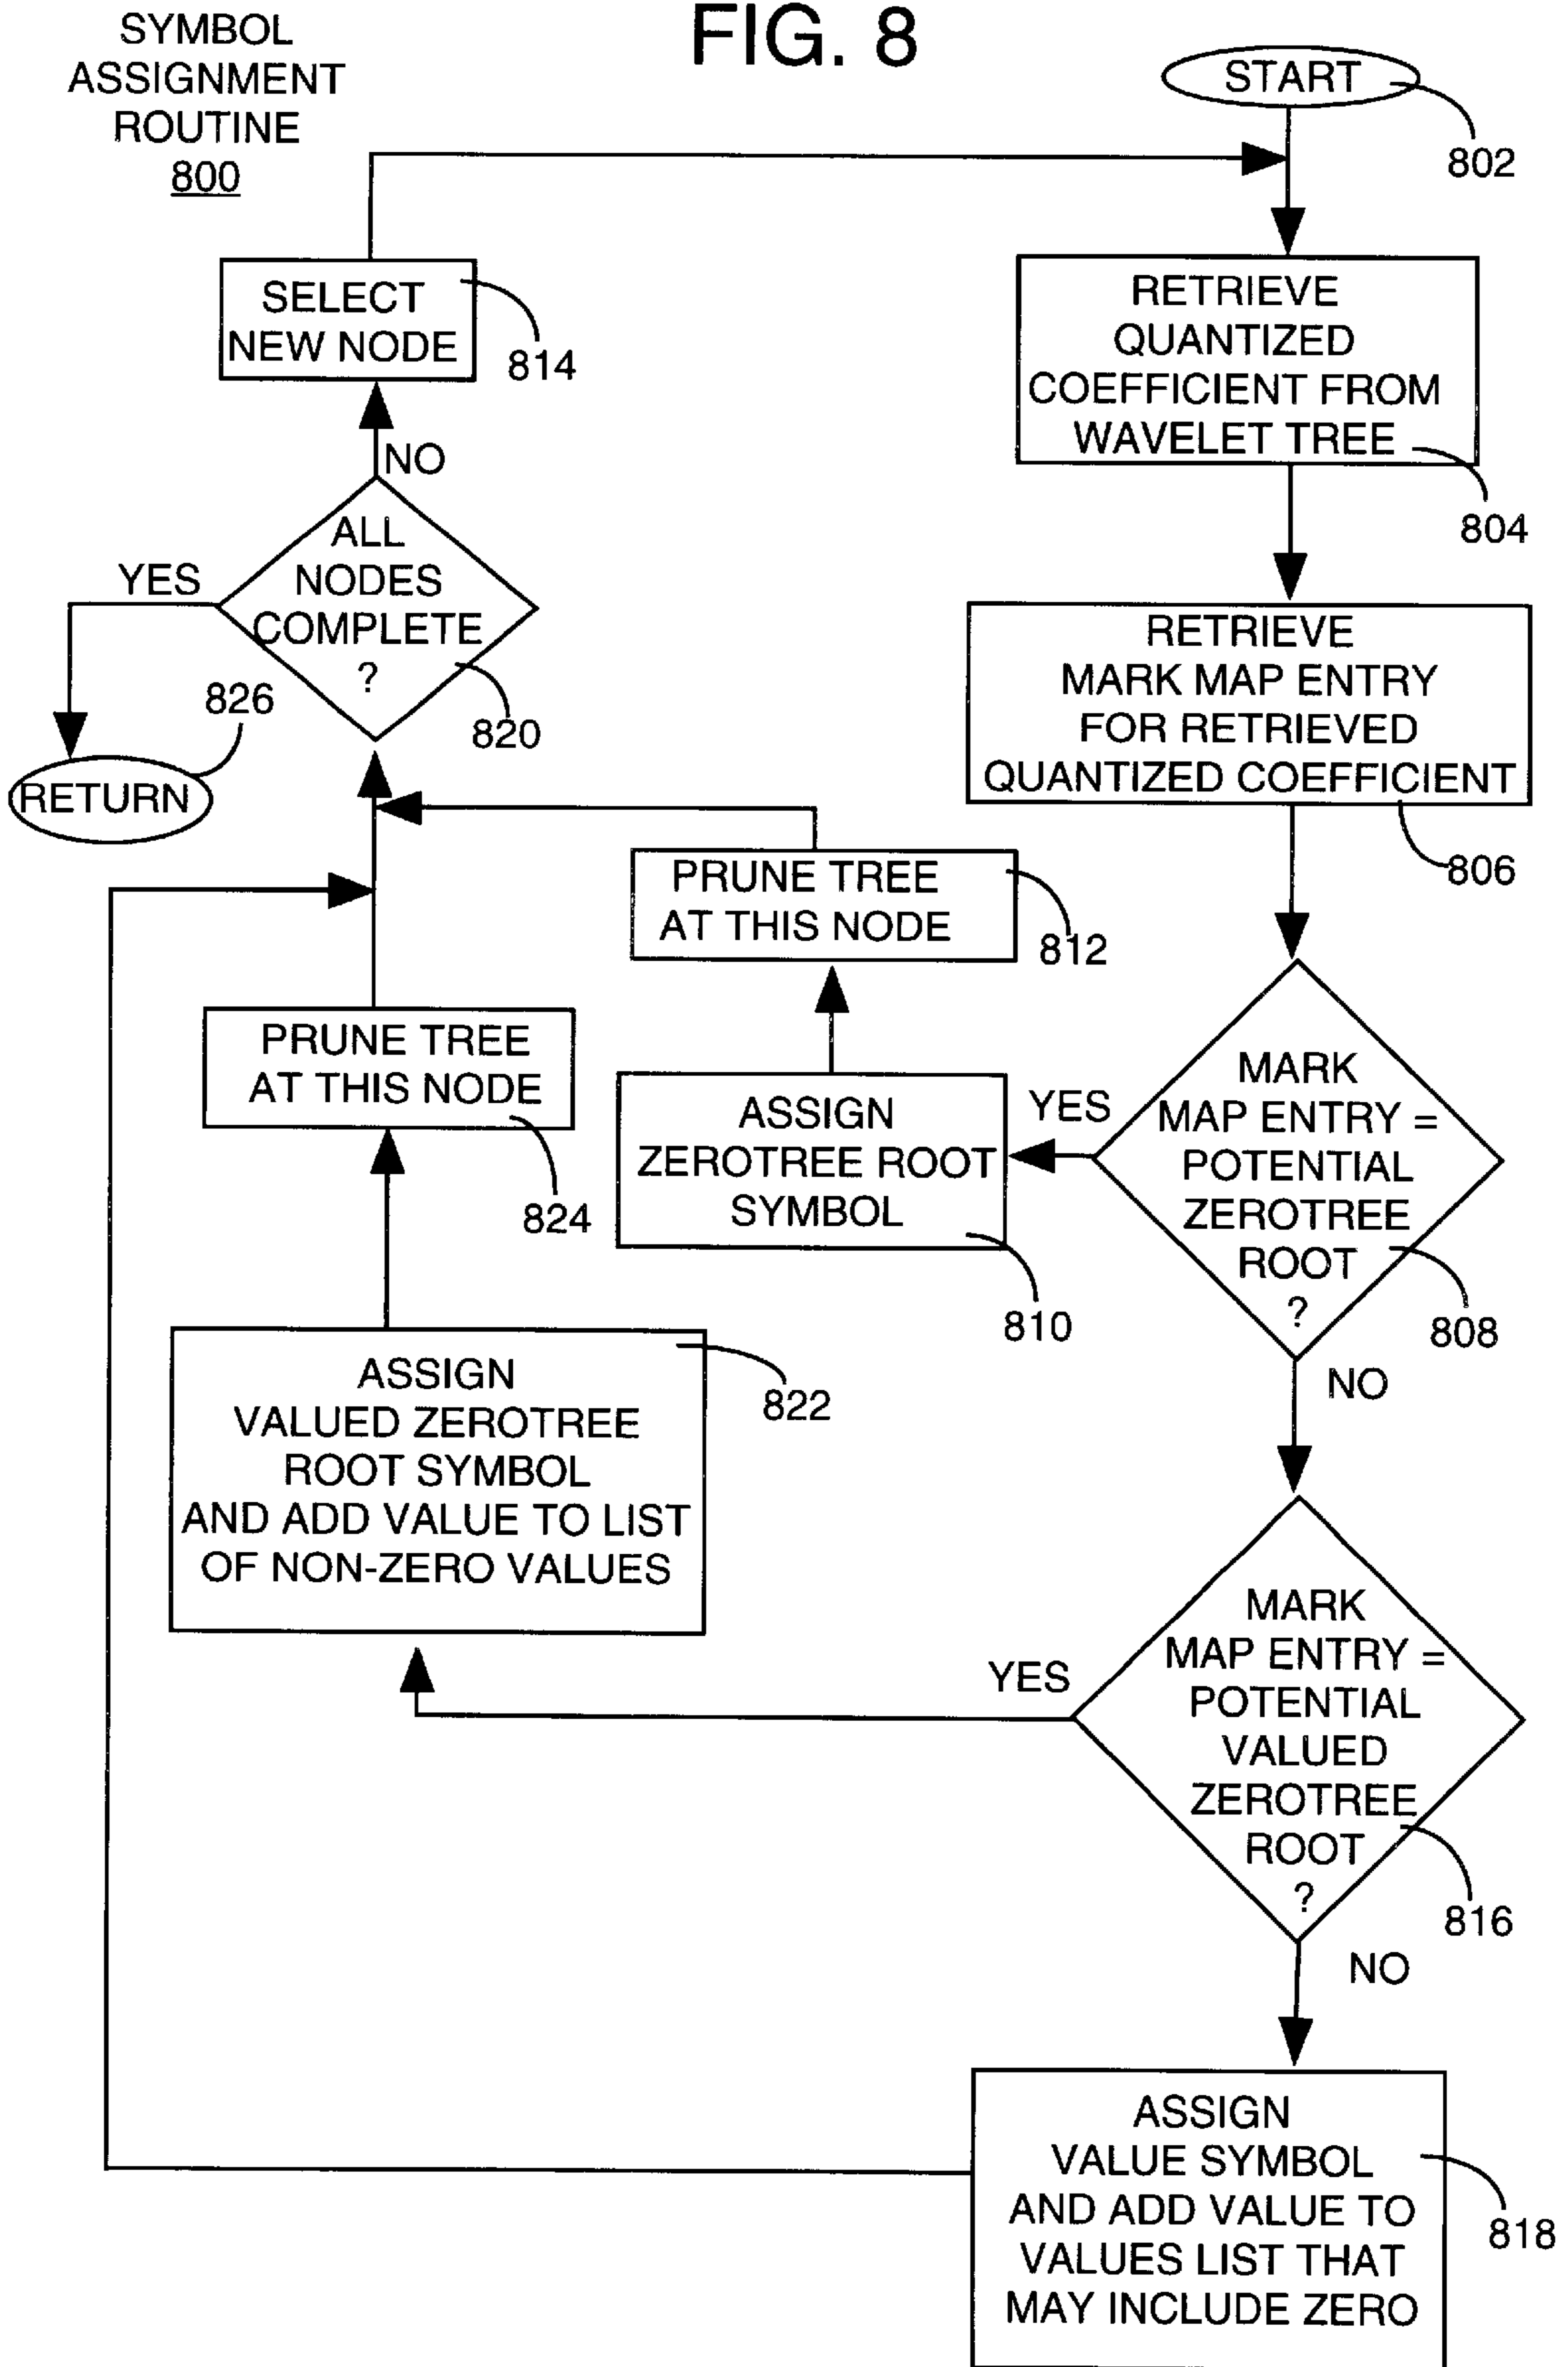 FIG. 8
SYMBOL
ASSIGNMENT
ROUTINE
800
START
802
RETRIEVE
QUANTIZED
COEFFICIENT FROM
WAVELET TREE
804
RETRIEVE
MARK MAP ENTRY
FOR RETRIEVED
QUANTIZED COEFFICIENT
806
MARK
MAP ENTRY =
POTENTIAL
ZEROTREE
ROOT
?
808
YES
NO
ASSIGN
ZEROTREE ROOT
SYMBOL
810
PRUNE TREE
AT THIS NODE
812
SELECT
NEW NODE
814
NO
ALL
NODES
COMPLETE
?
820
YES
826
RETURN
PRUNE TREE
AT THIS NODE
824
ASSIGN
VALUED ZEROTREE
ROOT SYMBOL
AND ADD VALUE TO LIST
OF NON-ZERO VALUES
822
YES
MARK
MAP ENTRY =
POTENTIAL
VALUED
ZEROTREE
ROOT
?
816
NO
ASSIGN
VALUE SYMBOL
AND ADD VALUE TO
VALUES LIST THAT
MAY INCLUDE ZERO
818